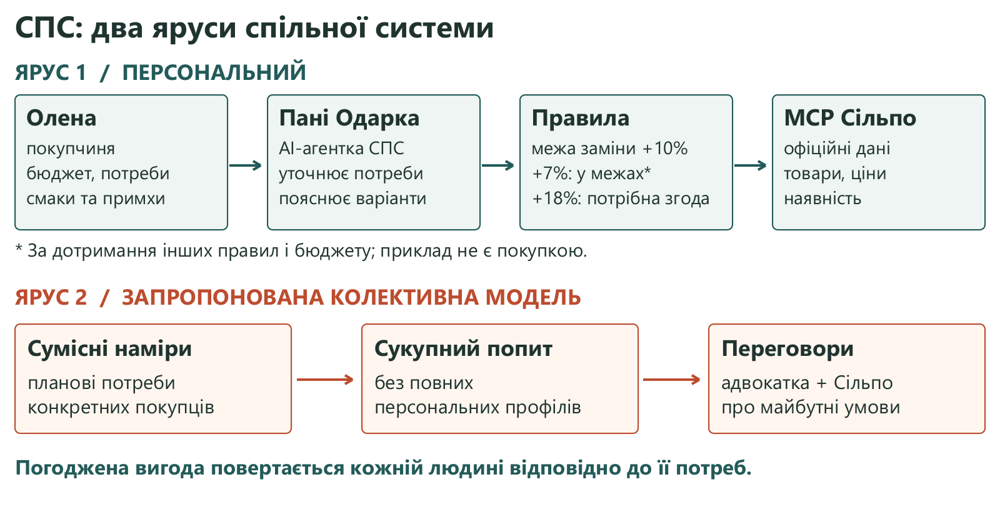 СПС: два яруси спільної системи
ЯРУС 1 / ПЕРСОНАЛЬНИЙ
Олена
покупчиня
бюджет, потреби
смаки та примхи
Пані Одарка
AI-агентка СПС
уточнює потреби
пояснює варіанти
Правила
межа заміни +10%
+7%: у межах*
+18%: потрібна згода
MCP Сільпо
офіційні дані
товари, ціни
наявність
* За дотримання інших правил і бюджету; приклад не є покупкою.
ЯРУС 2 / ЗАПРОПОНОВАНА КОЛЕКТИВНА МОДЕЛЬ
Сумісні наміри
планові потреби
конкретних покупців
Сукупний попит
без повних
персональних профілів
Переговори
адвокатка + Сільпо
про майбутні умови
Погоджена вигода повертається кожній людині відповідно до її потреб.